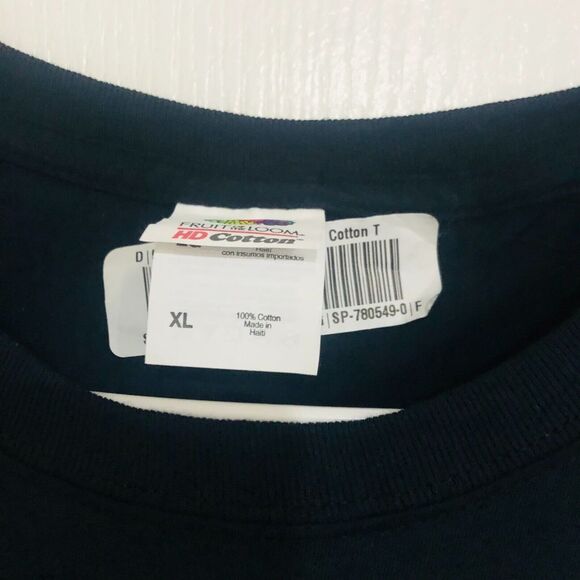 FRUIT OF THE LOOM
HD Cotton
Haiti
con insumos importados
XL
100% Cotton
Made in
Haiti
D
Cotton T
SP-780549-0 F